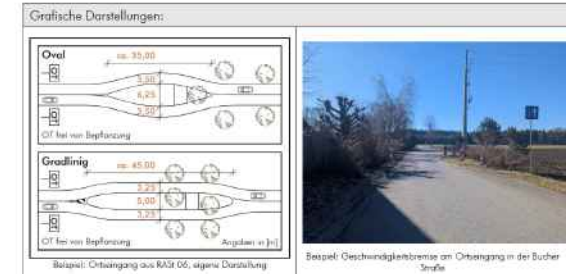 Grafische Darstellungen:
Oval
ca. 35,00
3,50
6,25
3,50
OT frei von Bepflanzung
Gradlinig
ca. 45,00
3,25
5,00
3,25
OT frei von Bepflanzung
Angaben in [m]
Beispiel: Ortseingang aus RASt 06, eigene Darstellung
Beispiel: Geschwindigkeitsbremse am Ortseingang in der Bucher
Straße